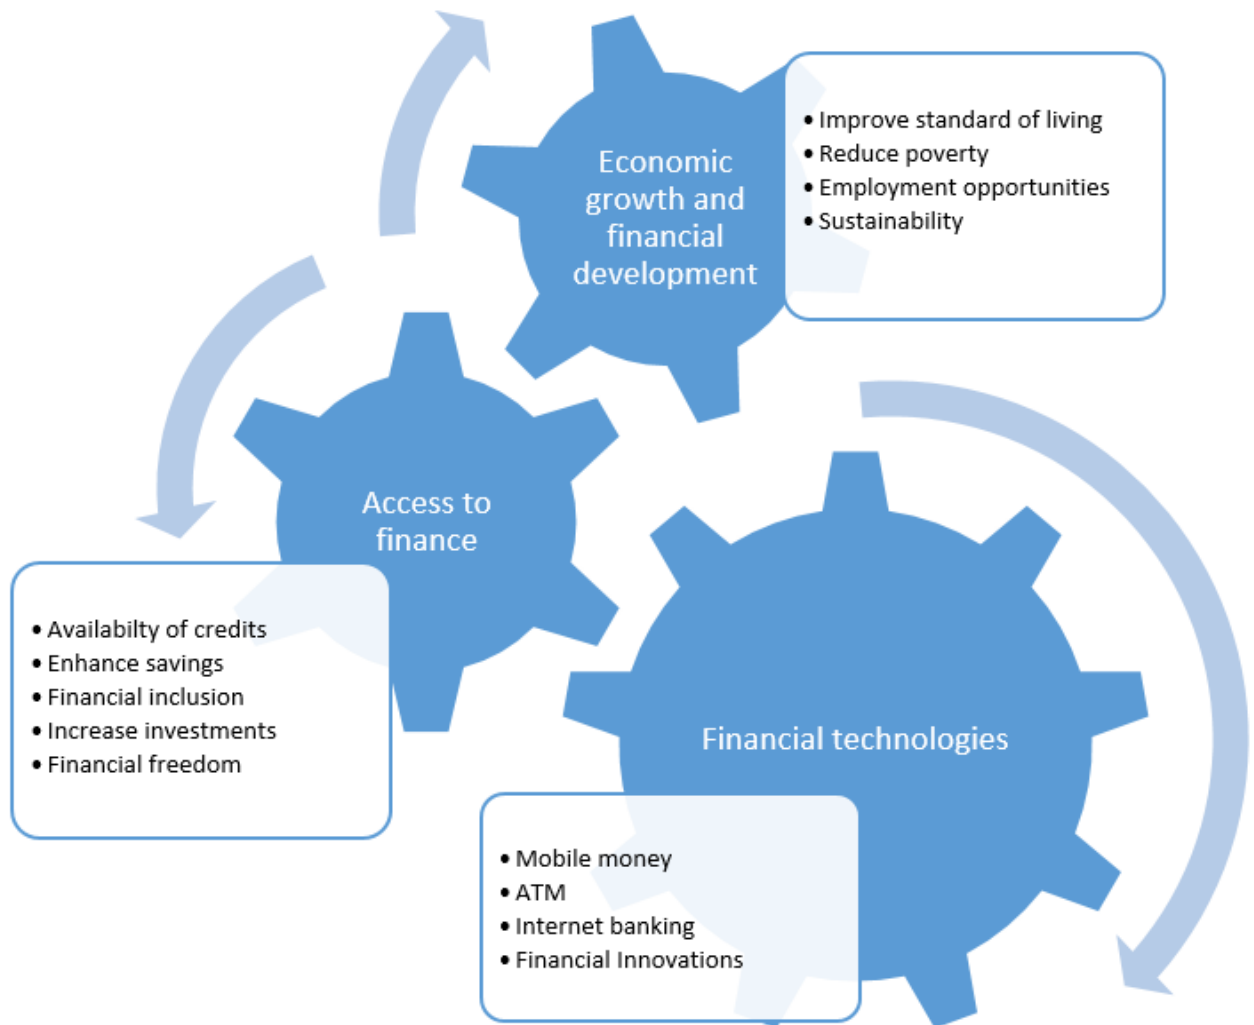 Economic
growth and
financial
development
• Improve standard of living
• Reduce poverty
• Employment opportunities
• Sustainability
Access to
finance
• Availabilty of credits
• Enhance savings
• Financial inclusion
• Increase investments
• Financial freedom
Financial technologies
• Mobile money
• ATM
• Internet banking
• Financial Innovations